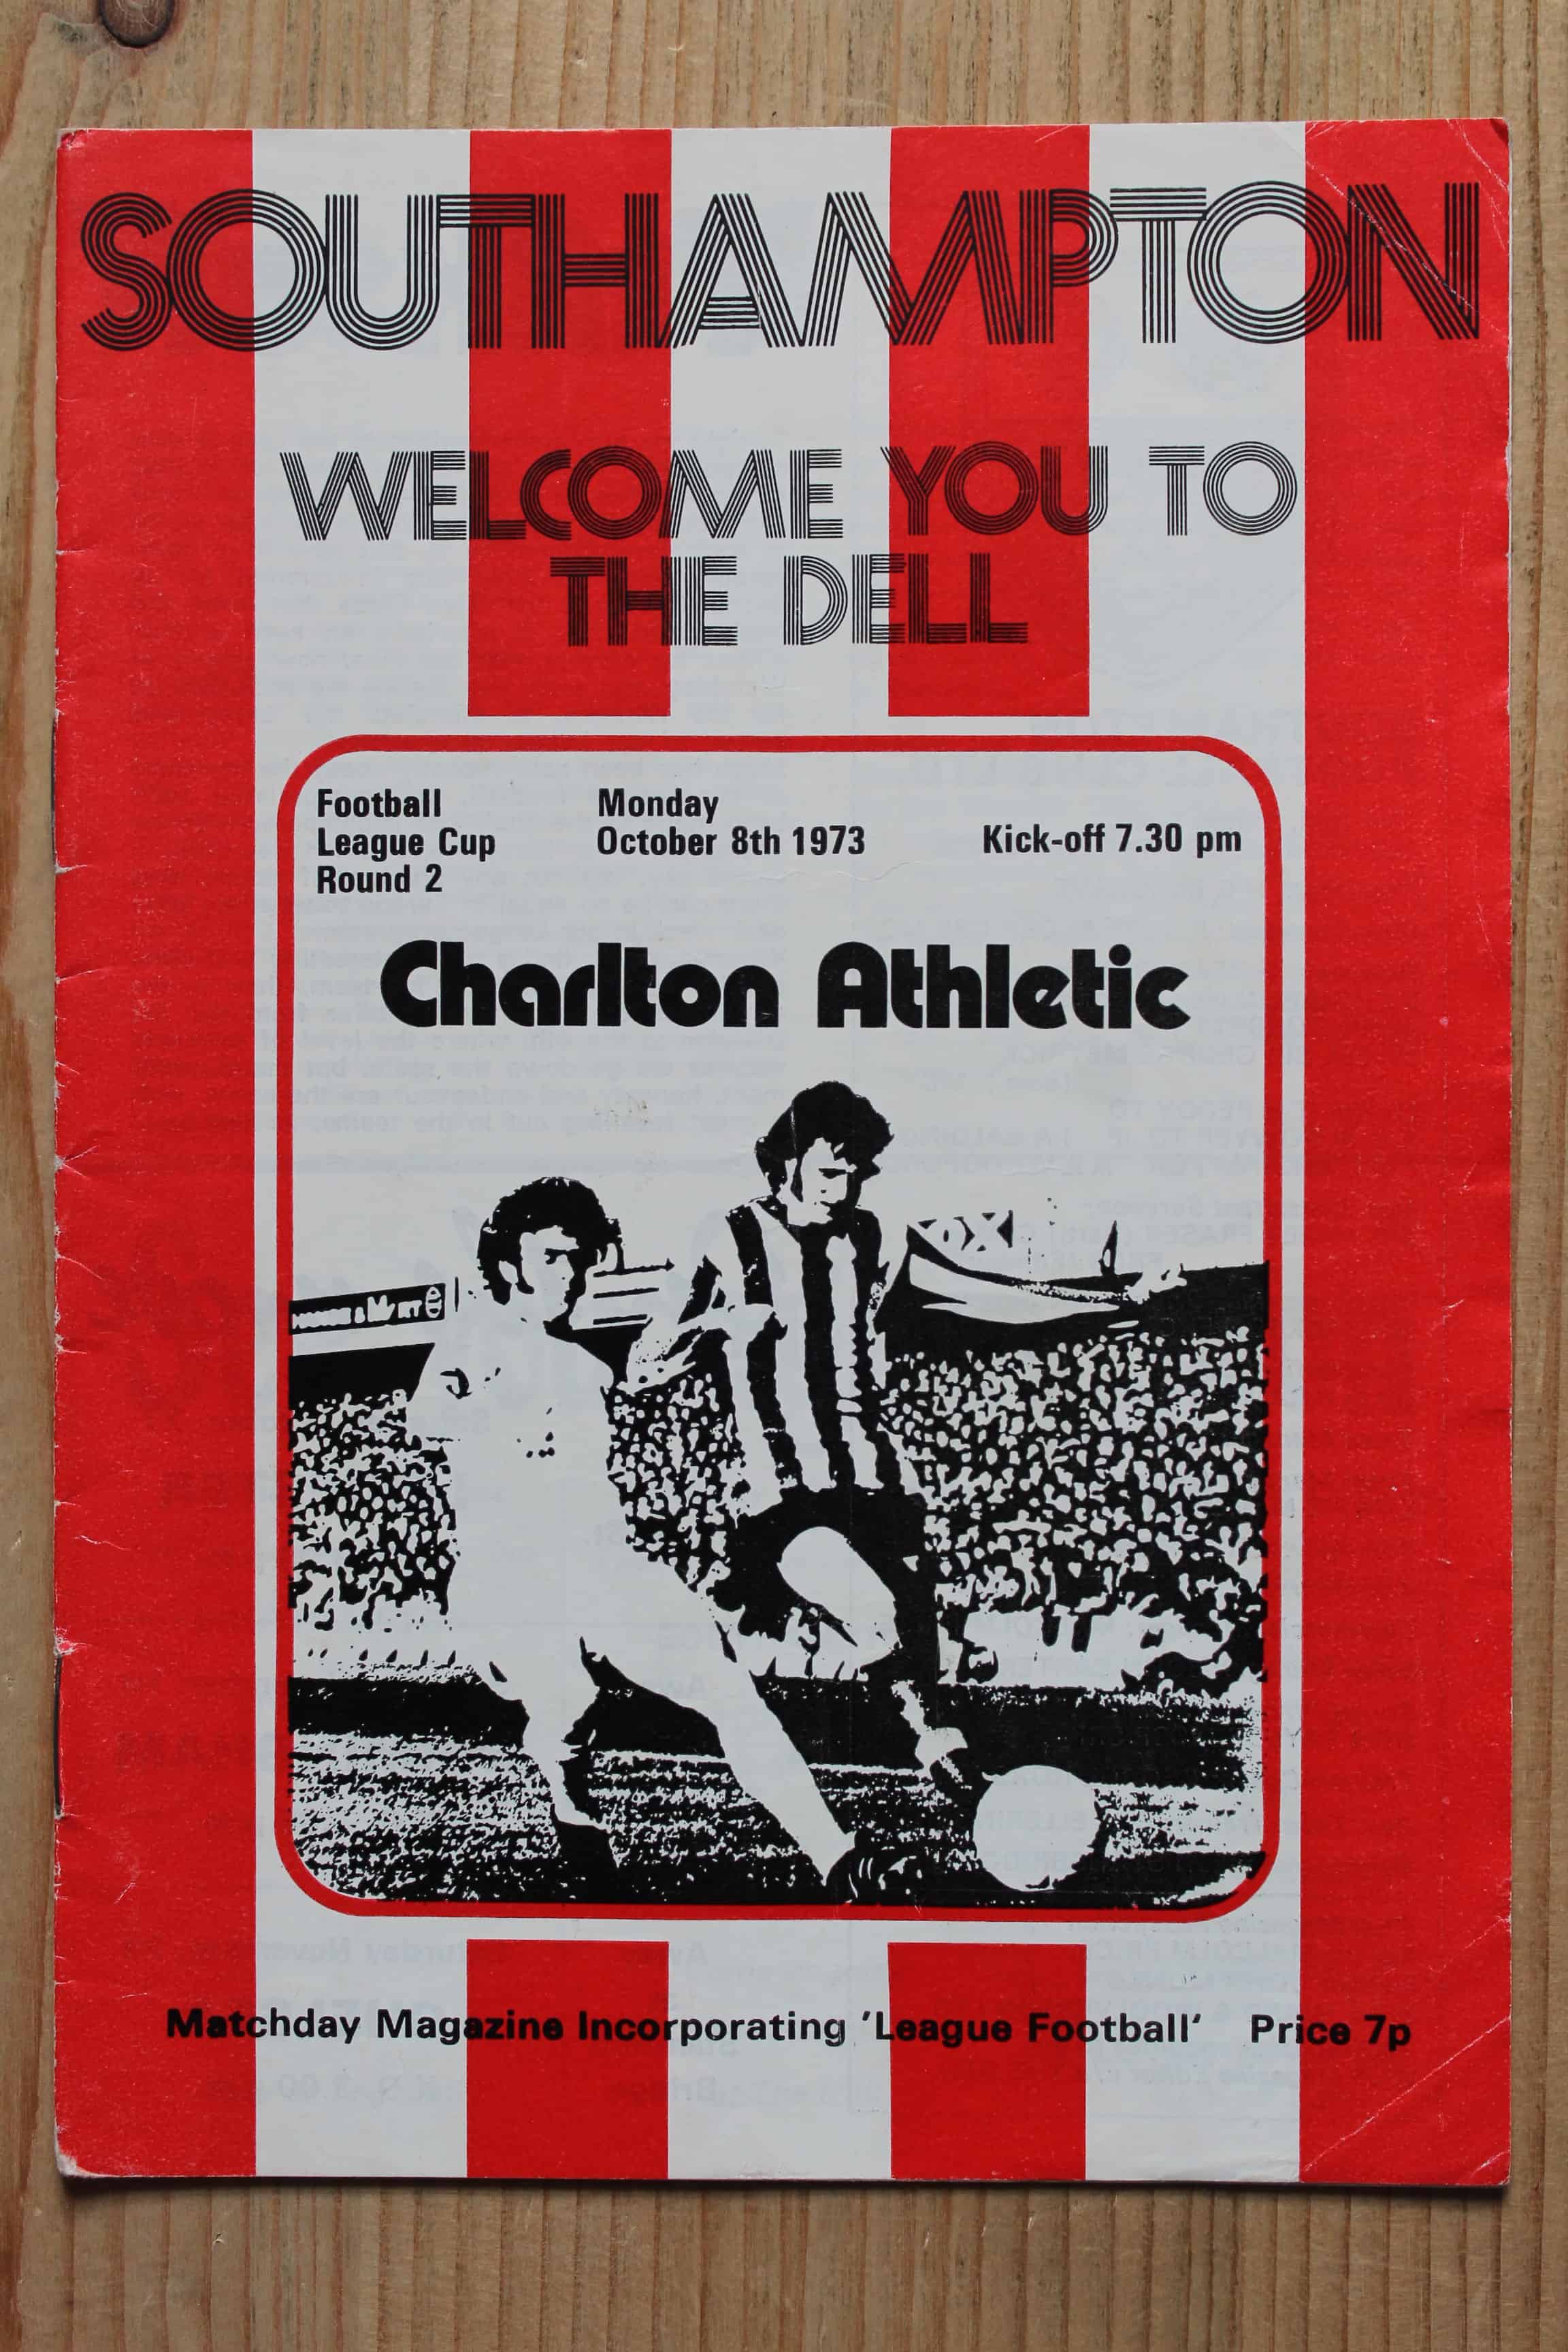 SOUTHAMPTON
WELCOME YOU TO
THE DELL
Football
League Cup
Round 2
Monday
October 8th 1973
Kick-off 7.30 pm
Charlton Athletic
Matchday Magazine Incorporating 'League Football' Price 7p